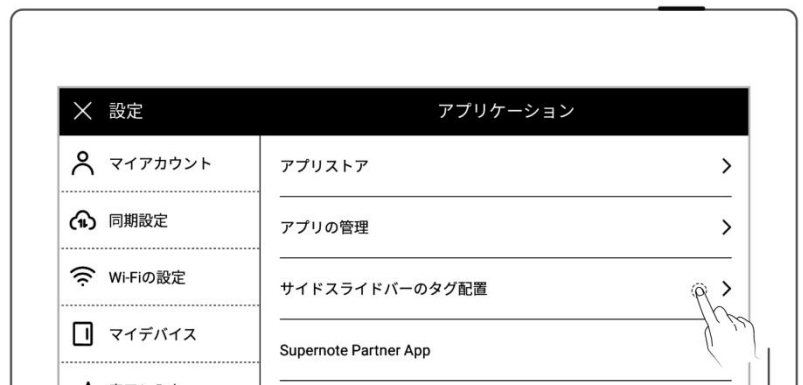 設定
アプリケーション
マイアカウント
同期設定
Wi-Fiの設定
マイデバイス
アプリストア
アプリの管理
サイドスライドバーのタグ配置
Supernote Partner App